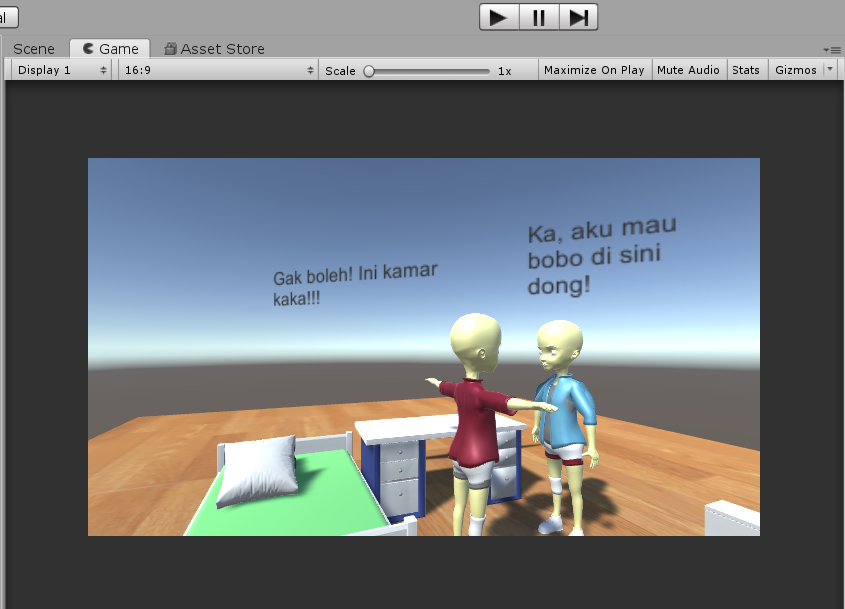 al
Scene
Game
Asset Store
Display 1
16:9
Scale
1x
Maximize On Play
Mute Audio
Stats
Gizmos
Ka, aku mau
bobo di sini
dong!
Gak boleh! Ini kamar
kaka!!!